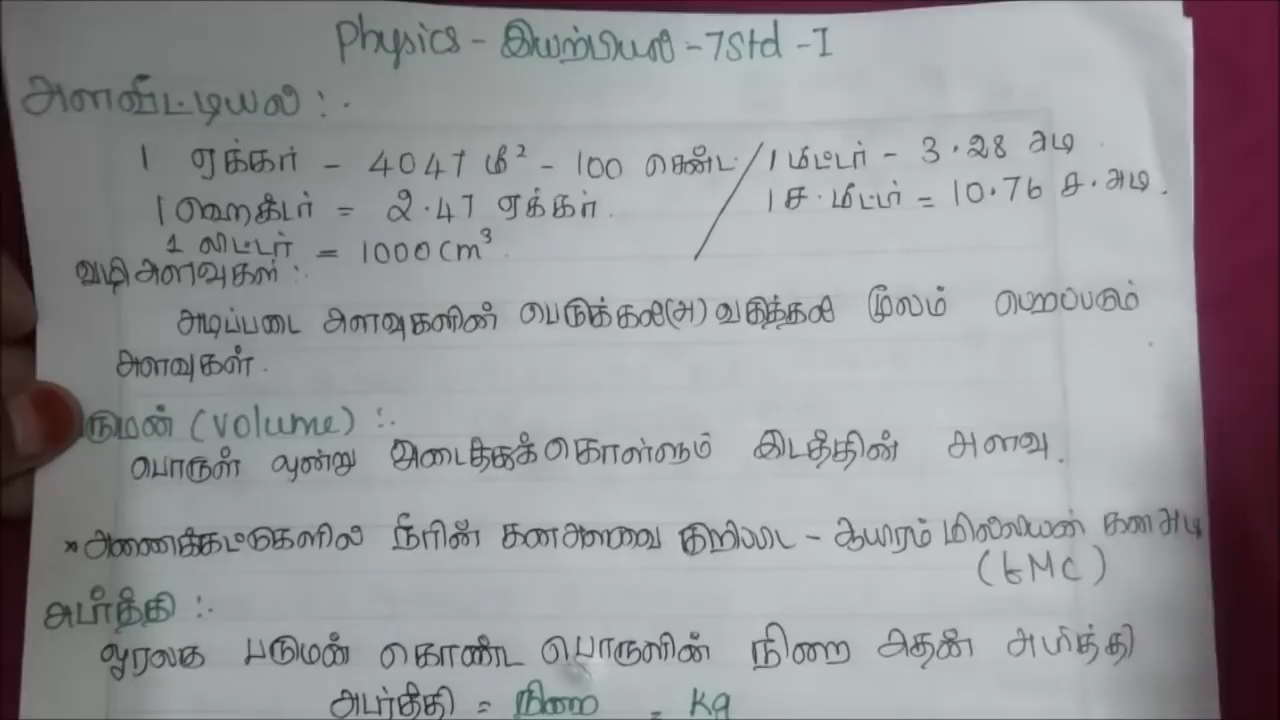 Physics - இயற்பியல் - 7Std - I
அளவீட்டியல் :-
1 ஏக்கர் - 4047 மீ² - 100 செண்ட் / 1 மீட்டர் - 3.28 அடி
1 ஹெக்டர் = 2.47 ஏக்கர். 1 ச. மீட்டர் = 10.76 ச. அடி.
1 லிட்டர் = 1000 cm³
வழி அளவுகள் :
அடிப்படை அளவுகளின் பெருக்கல் (அ) வகுத்தல் மூலம் பெறப்படும்
அளவுகள்.
ருமன் (volume) :-
பொருள் ஒன்று அடைத்துக்கொள்ளும் இடத்தின் அளவு.
* அணைக்கட்டுகளில் நீரின் கனஅளவை குறியீடு - ஆயிரம் மில்லியன் கனஅடி
(tMC)
அடர்த்தி :-
ஓரலகு பருமன் கொண்ட பொருளின் நிறை அதன் அடர்த்தி
அடர்த்தி = நிறை = Kg